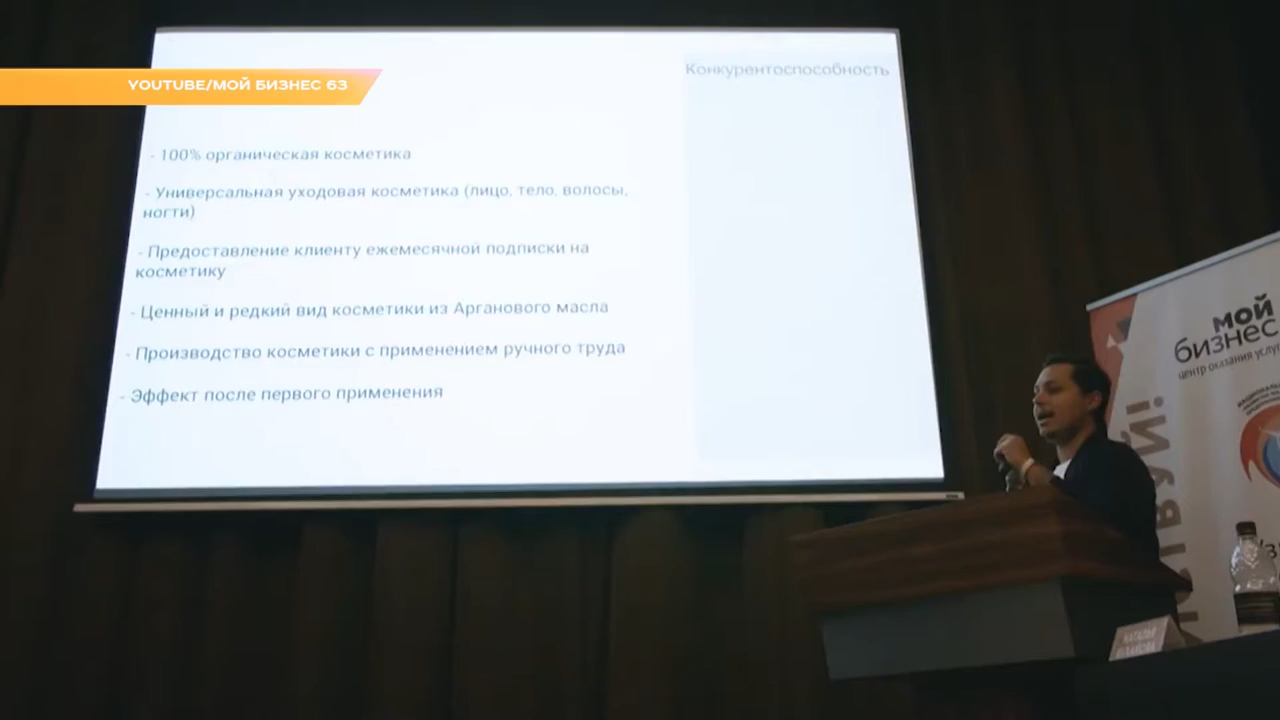 YOUTUBE/МОЙ БИЗНЕС 63
Конкурентоспособность
- 100% органическая косметика
- Универсальная уходовая косметика (лицо, тело, волосы,
ногти)
- Предоставление клиенту ежемесячной подписки на
косметику
- Ценный и редкий вид косметики из Арганового масла
- Производство косметики с применением ручного труда
- Эффект после первого применения
мой
бизнес
центр оказания услуг
НАТАЛЬЯ